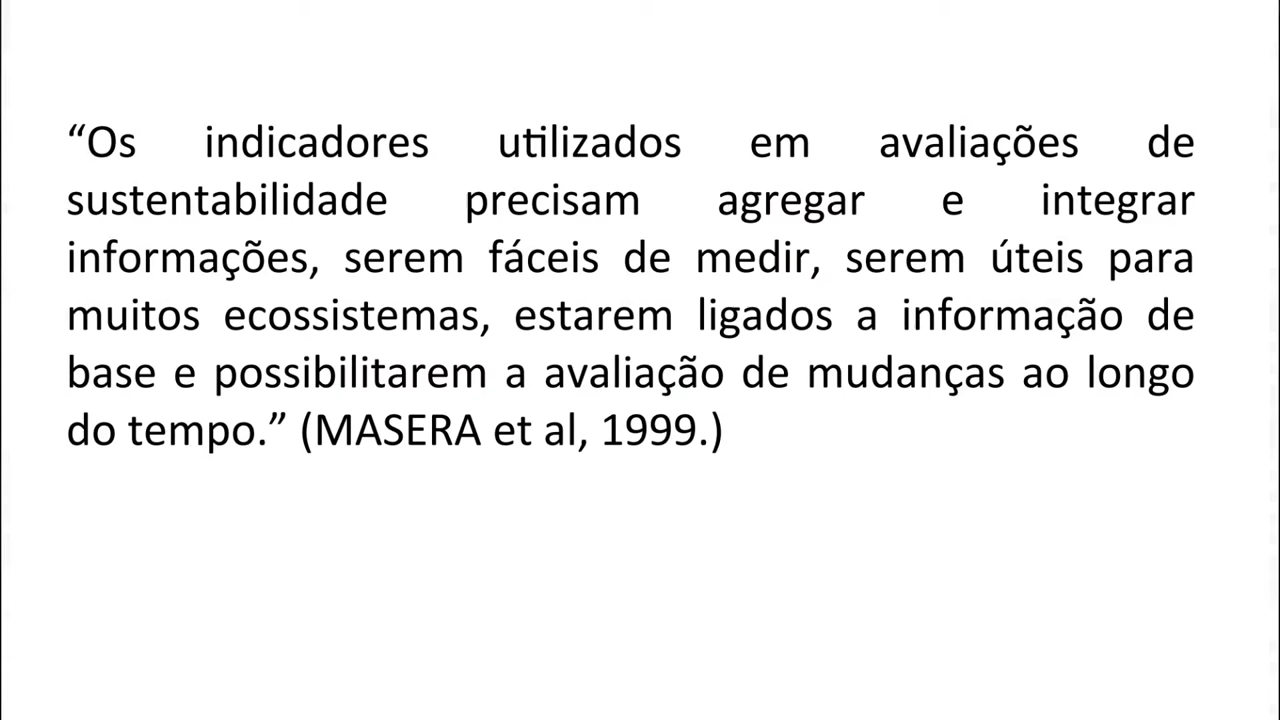 “Os indicadores utilizados em avaliações de
sustentabilidade precisam agregar e integrar
informações, serem fáceis de medir, serem úteis para
muitos ecossistemas, estarem ligados a informação de
base e possibilitarem a avaliação de mudanças ao longo
do tempo.” (MASERA et al, 1999.)